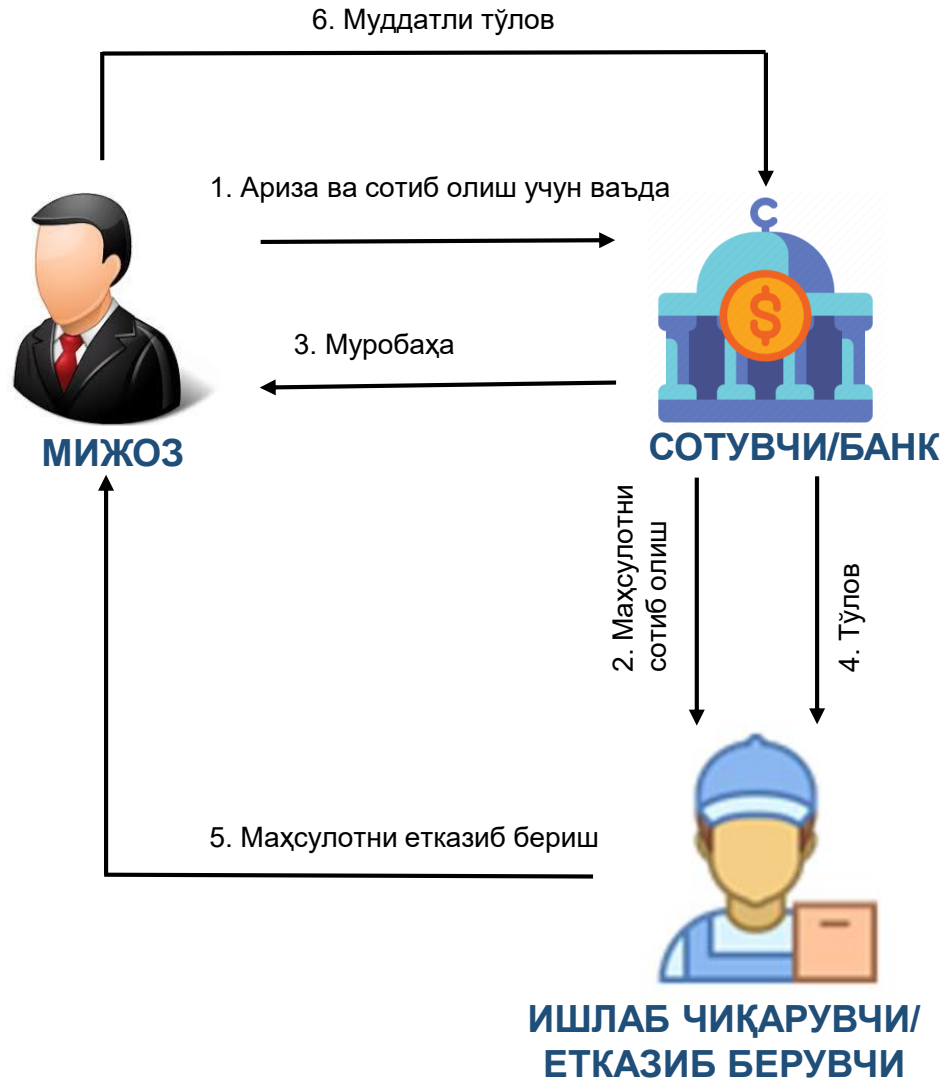 6. Муддатли тўлов
1. Ариза ва сотиб олиш учун ваъда
3. Муробаҳа
МИЖОЗ
СОТУВЧИ/БАНК
2. Маҳсулотни
сотиб олиш
4. Тўлов
5. Маҳсулотни етказиб бериш
ИШЛАБ ЧИҚАРУВЧИ/
ЕТКАЗИБ БЕРУВЧИ